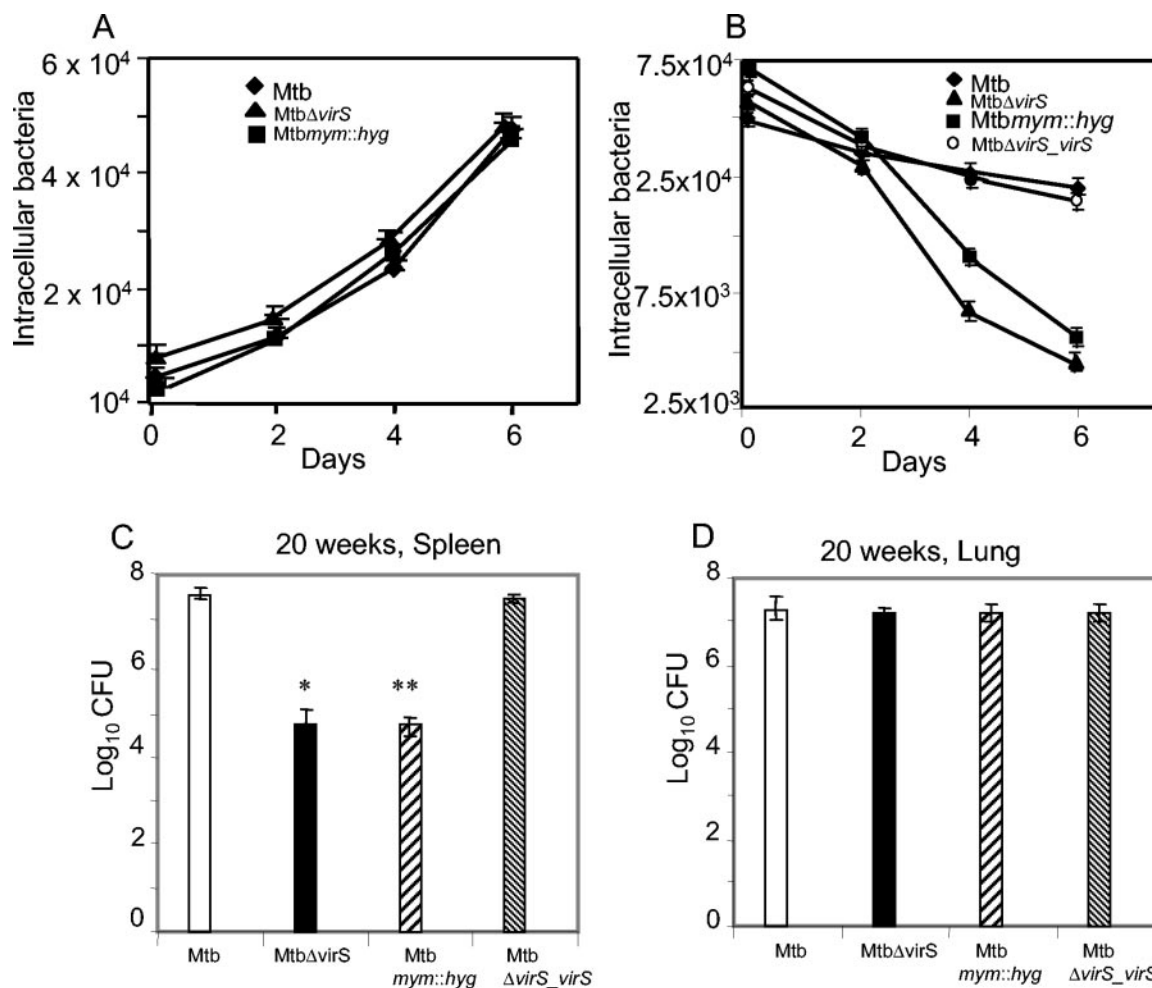 A
6 x 10⁴
4 x 10⁴
2 x 10⁴
10⁴
Intracellular bacteria
Mtb
MtbΔvirS
Mtbmym::hyg
0 2 4 6
Days
B
7.5x10⁴
2.5x10⁴
7.5x10³
2.5x10³
Intracellular bacteria
Mtb
MtbΔvirS
Mtbmym::hyg
MtbΔvirS_virS
0 2 4 6
Days
C
20 weeks, Spleen
8
6
4
2
0
Log₁₀ CFU
*
**
Mtb
MtbΔvirS
Mtb
mym::hyg
Mtb
ΔvirS_virS
D
20 weeks, Lung
8
6
4
2
0
Log₁₀ CFU
Mtb
MtbΔvirS
Mtb
mym::hyg
Mtb
ΔvirS_virS